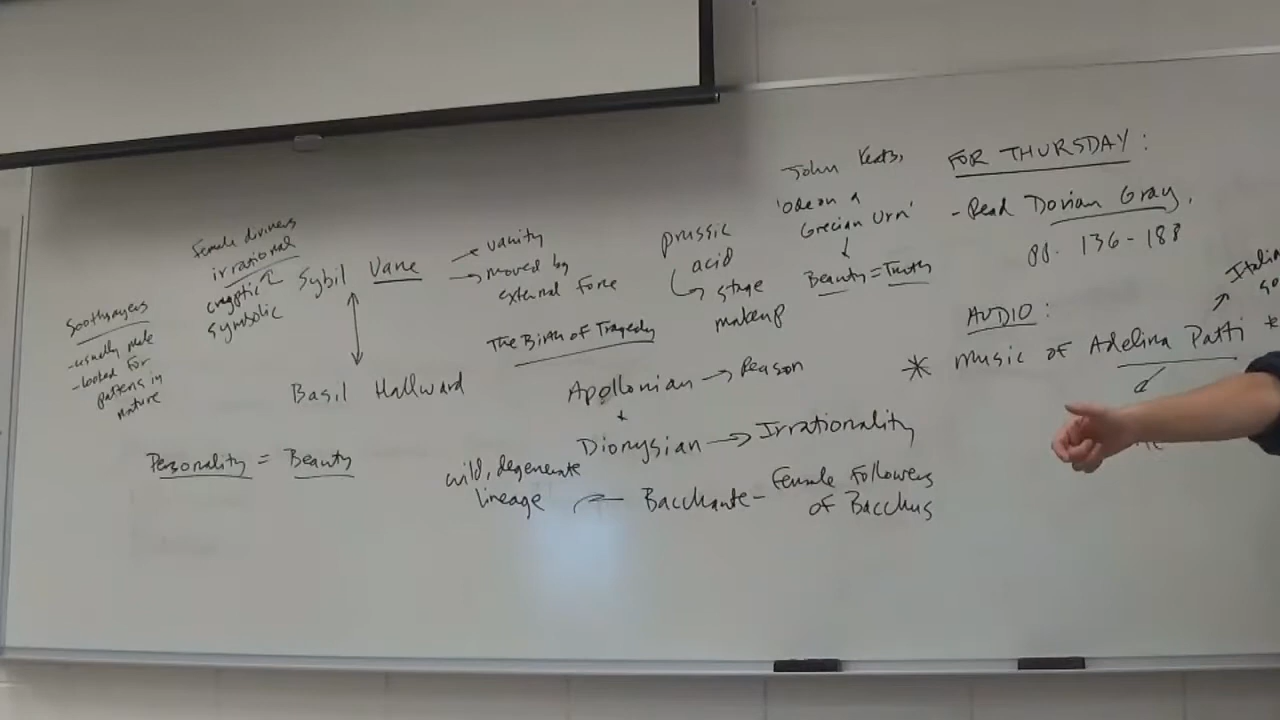 Soothsayers
-usually male
-looked for
patterns in
nature
Female diviners
irrational
cryptic
symbolic
Sybil Vane
vanity
moved by
external force
Basil Hallward
Personality = Beauty
The Birth of Tragedy
Apollonian → Reason
+
Dionysian → Irrationality
Bacchante - Female Followers
of Bacchus
wild, degenerate
lineage
prussic
acid
stage
makeup
John Keats,
'Ode on a
Grecian Urn'
Beauty = Truth
FOR THURSDAY:
-Read Dorian Gray,
pp. 136-188
AUDIO:
* music of Adelina Patti
*